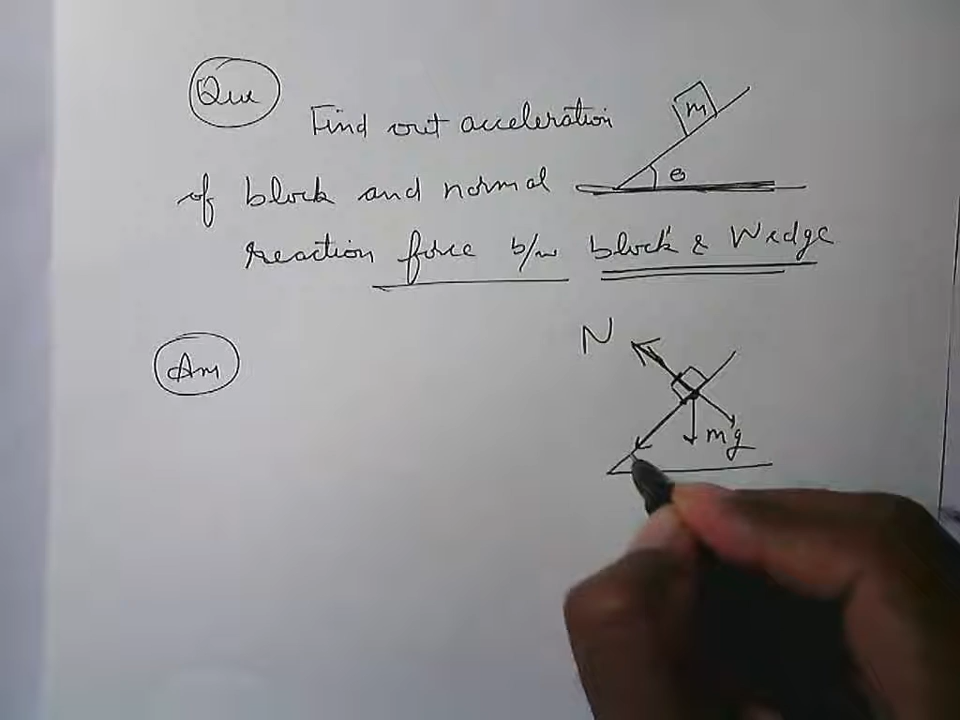 Que
Find out acceleration
m
θ
of block and normal
reaction force b/w block & Wedge
Ans
N
mg